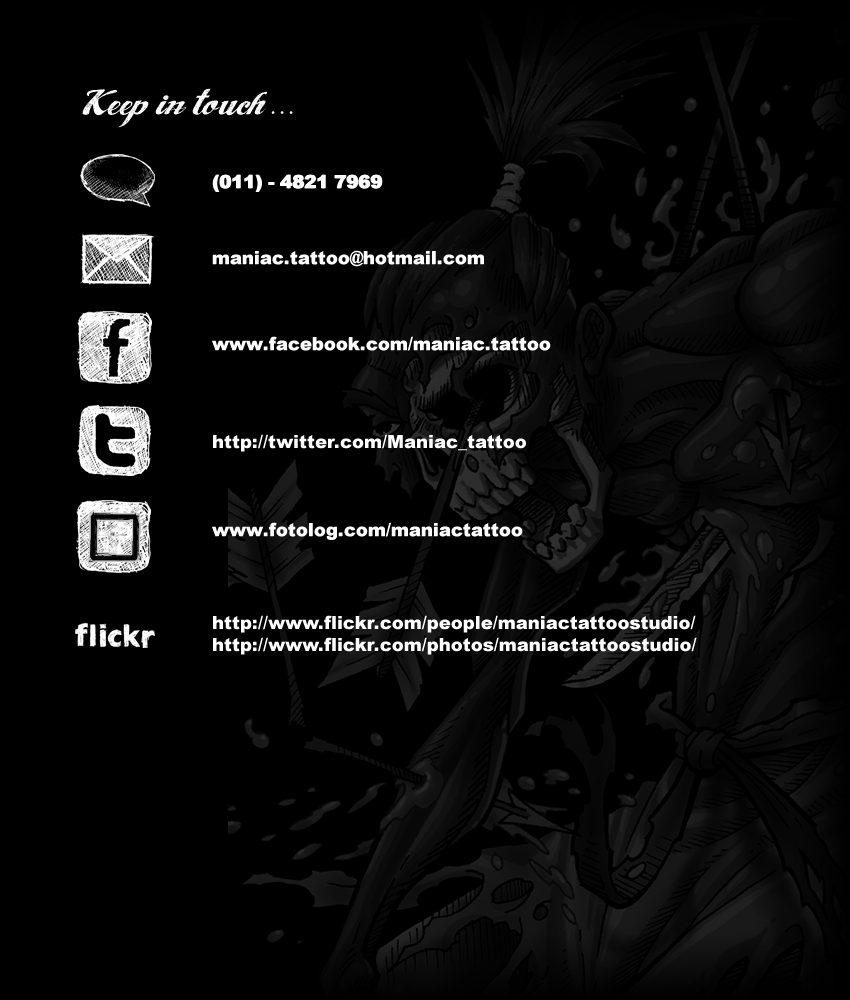 Keep in touch ...
(011) - 4821 7969
maniac.tattoo@hotmail.com
f www.facebook.com/maniac.tattoo
t http://twitter.com/Maniac_tattoo
F www.fotolog.com/maniactattoo
flickr http://www.flickr.com/people/maniactattoostudio/
http://www.flickr.com/photos/maniactattoostudio/